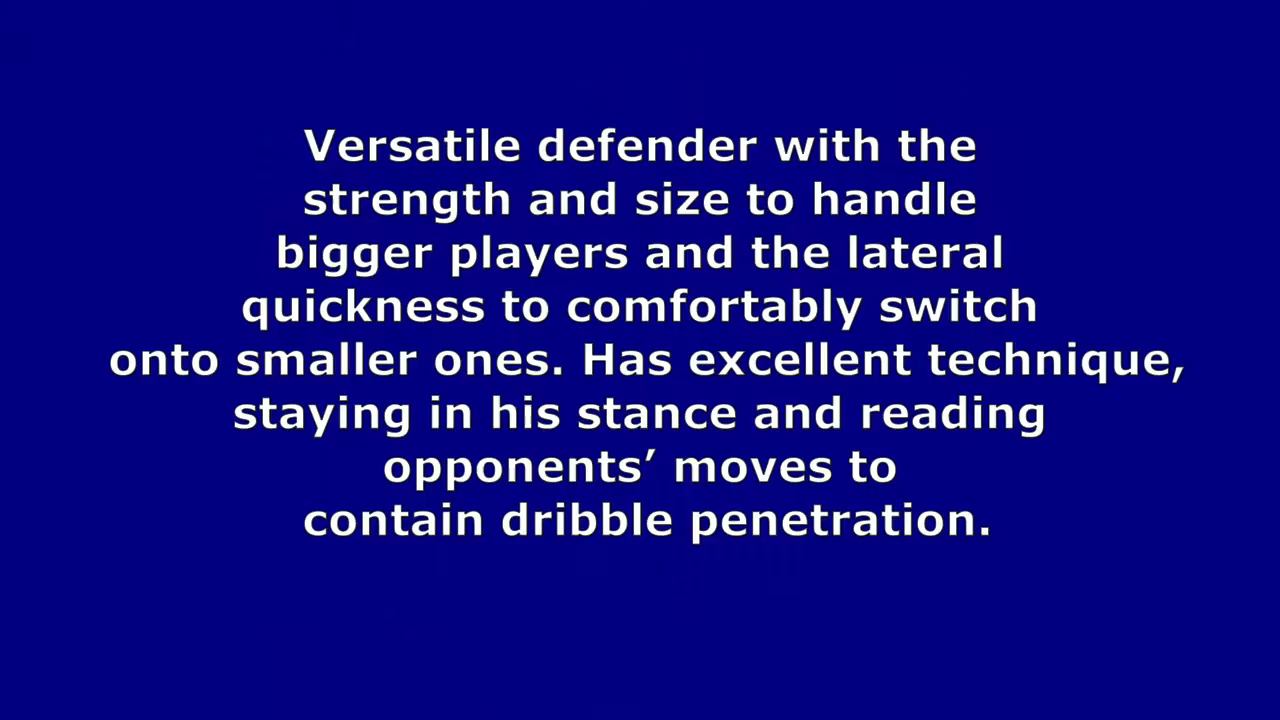 Versatile defender with the
strength and size to handle
bigger players and the lateral
quickness to comfortably switch
onto smaller ones. Has excellent technique,
staying in his stance and reading
opponents’ moves to
contain dribble penetration.